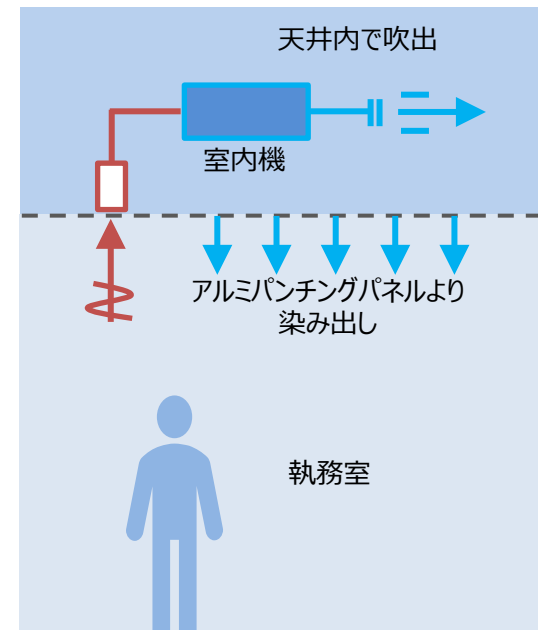 天井内で吹出
室内機
アルミパンチングパネルより
染み出し
執務室